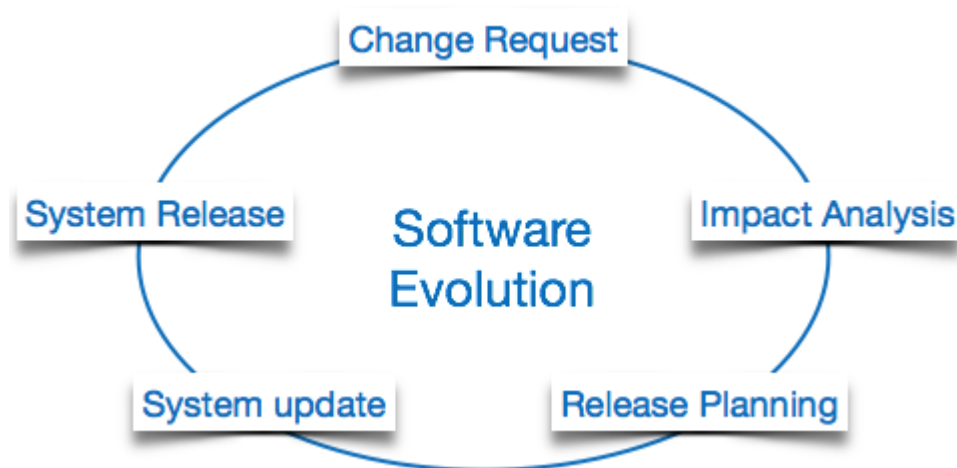 Change Request
System Release
Impact Analysis
Software
Evolution
System update
Release Planning